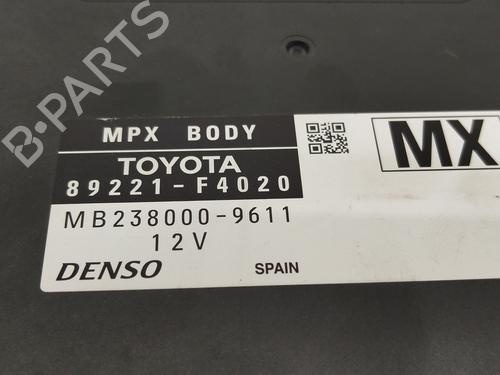 B-PARTS
MPX BODY
TOYOTA
89221-F4020
MB238000-9611
12V
DENSO
SPAIN
MX